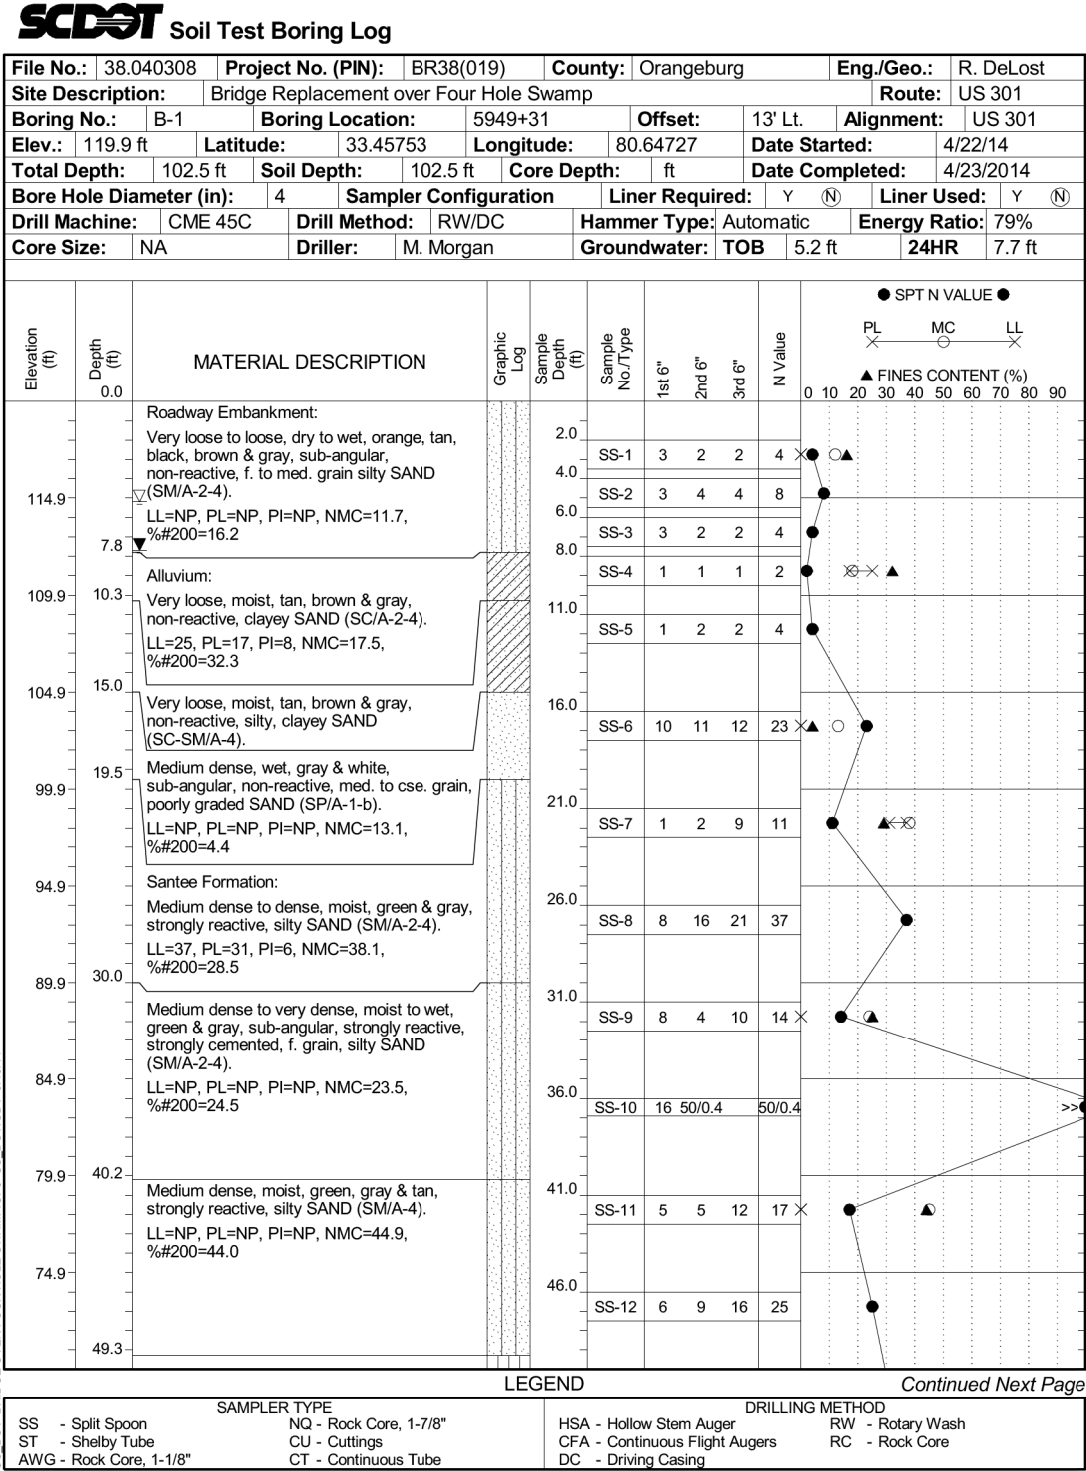 SCDOT Soil Test Boring Log
File No.: 38.040308 Project No. (PIN): BR38(019) County: Orangeburg Eng./Geo.: R. DeLost
Site Description: Bridge Replacement over Four Hole Swamp Route: US 301
Boring No.: B-1 Boring Location: 5949+31 Offset: 13' Lt. Alignment: US 301
Elev.: 119.9 ft Latitude: 33.45753 Longitude: 80.64727 Date Started: 4/22/14
Total Depth: 102.5 ft Soil Depth: 102.5 ft Core Depth: ft Date Completed: 4/23/2014
Bore Hole Diameter (in): 4 Sampler Configuration Liner Required: Y N Liner Used: Y N
Drill Machine: CME 45C Drill Method: RW/DC Hammer Type: Automatic Energy Ratio: 79%
Core Size: NA Driller: M. Morgan Groundwater: TOB 5.2 ft 24HR 7.7 ft
Elevation (ft)
Depth (ft)
0.0
MATERIAL DESCRIPTION
Graphic Log
Sample Depth (ft)
Sample No./Type
1st 6"
2nd 6"
3rd 6"
N Value
SPT N VALUE
PL MC LL
FINES CONTENT (%)
0 10 20 30 40 50 60 70 80 90
114.9
109.9
104.9
99.9
94.9
89.9
84.9
79.9
74.9
7.8
10.3
15.0
19.5
30.0
40.2
49.3
Roadway Embankment:
Very loose to loose, dry to wet, orange, tan,
black, brown & gray, sub-angular,
non-reactive, f. to med. grain silty SAND
(SM/A-2-4).
LL=NP, PL=NP, PI=NP, NMC=11.7,
%#200=16.2
Alluvium:
Very loose, moist, tan, brown & gray,
non-reactive, clayey SAND (SC/A-2-4).
LL=25, PL=17, PI=8, NMC=17.5,
%#200=32.3
Very loose, moist, tan, brown & gray,
non-reactive, silty, clayey SAND
(SC-SM/A-4).
Medium dense, wet, gray & white,
sub-angular, non-reactive, med. to cse. grain,
poorly graded SAND (SP/A-1-b).
LL=NP, PL=NP, PI=NP, NMC=13.1,
%#200=4.4
Santee Formation:
Medium dense to dense, moist, green & gray,
strongly reactive, silty SAND (SM/A-2-4).
LL=37, PL=31, PI=6, NMC=38.1,
%#200=28.5
Medium dense to very dense, moist to wet,
green & gray, sub-angular, strongly reactive,
strongly cemented, f. grain, silty SAND
(SM/A-2-4).
LL=NP, PL=NP, PI=NP, NMC=23.5,
%#200=24.5
Medium dense, moist, green, gray & tan,
strongly reactive, silty SAND (SM/A-4).
LL=NP, PL=NP, PI=NP, NMC=44.9,
%#200=44.0
2.0
SS-1 3 2 2 4
4.0
SS-2 3 4 4 8
6.0
SS-3 3 2 2 4
8.0
SS-4 1 1 1 2
11.0
SS-5 1 2 2 4
16.0
SS-6 10 11 12 23
21.0
SS-7 1 2 9 11
26.0
SS-8 8 16 21 37
31.0
SS-9 8 4 10 14
36.0
SS-10 16 50/0.4 50/0.4 >>
41.0
SS-11 5 5 12 17
46.0
SS-12 6 9 16 25
LEGEND
Continued Next Page
SAMPLER TYPE
SS - Split Spoon NQ - Rock Core, 1-7/8"
ST - Shelby Tube CU - Cuttings
AWG - Rock Core, 1-1/8" CT - Continuous Tube
DRILLING METHOD
HSA - Hollow Stem Auger RW - Rotary Wash
CFA - Continuous Flight Augers RC - Rock Core
DC - Driving Casing